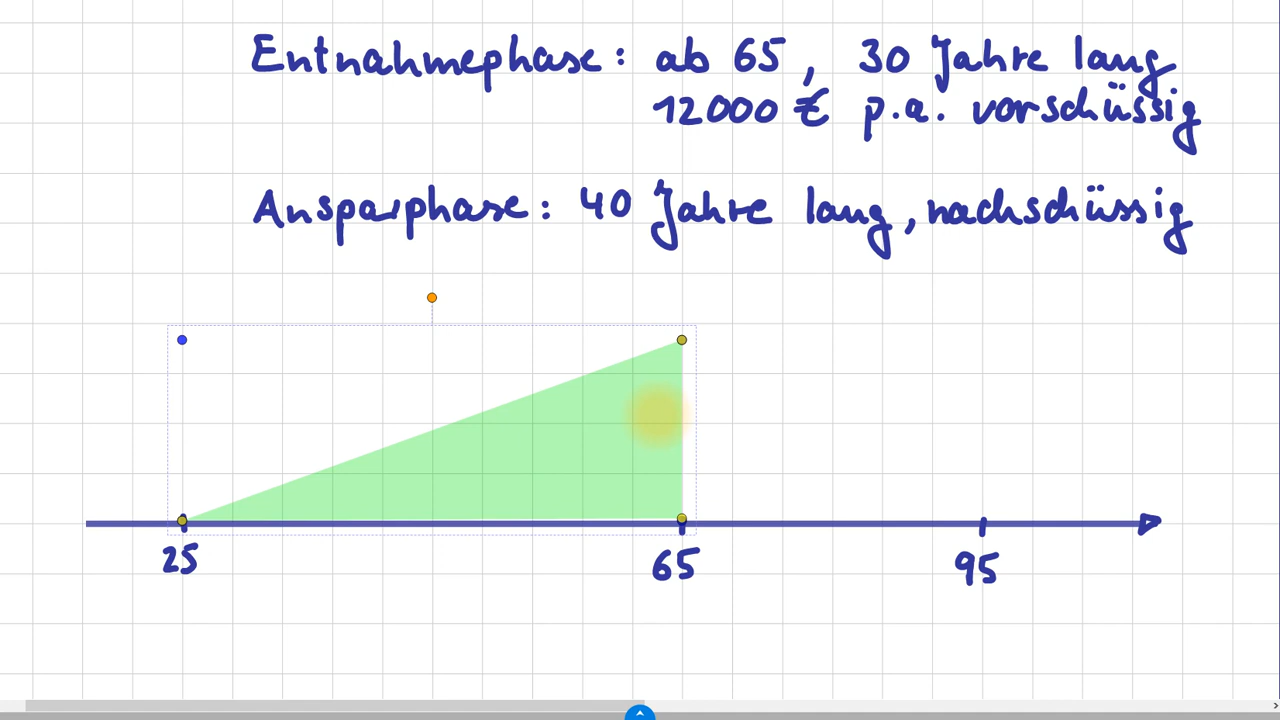 Entnahmephase: ab 65, 30 Jahre lang
12000 € p.a. vorschüssig
Ansparphase: 40 Jahre lang, nachschüssig
25 65 95